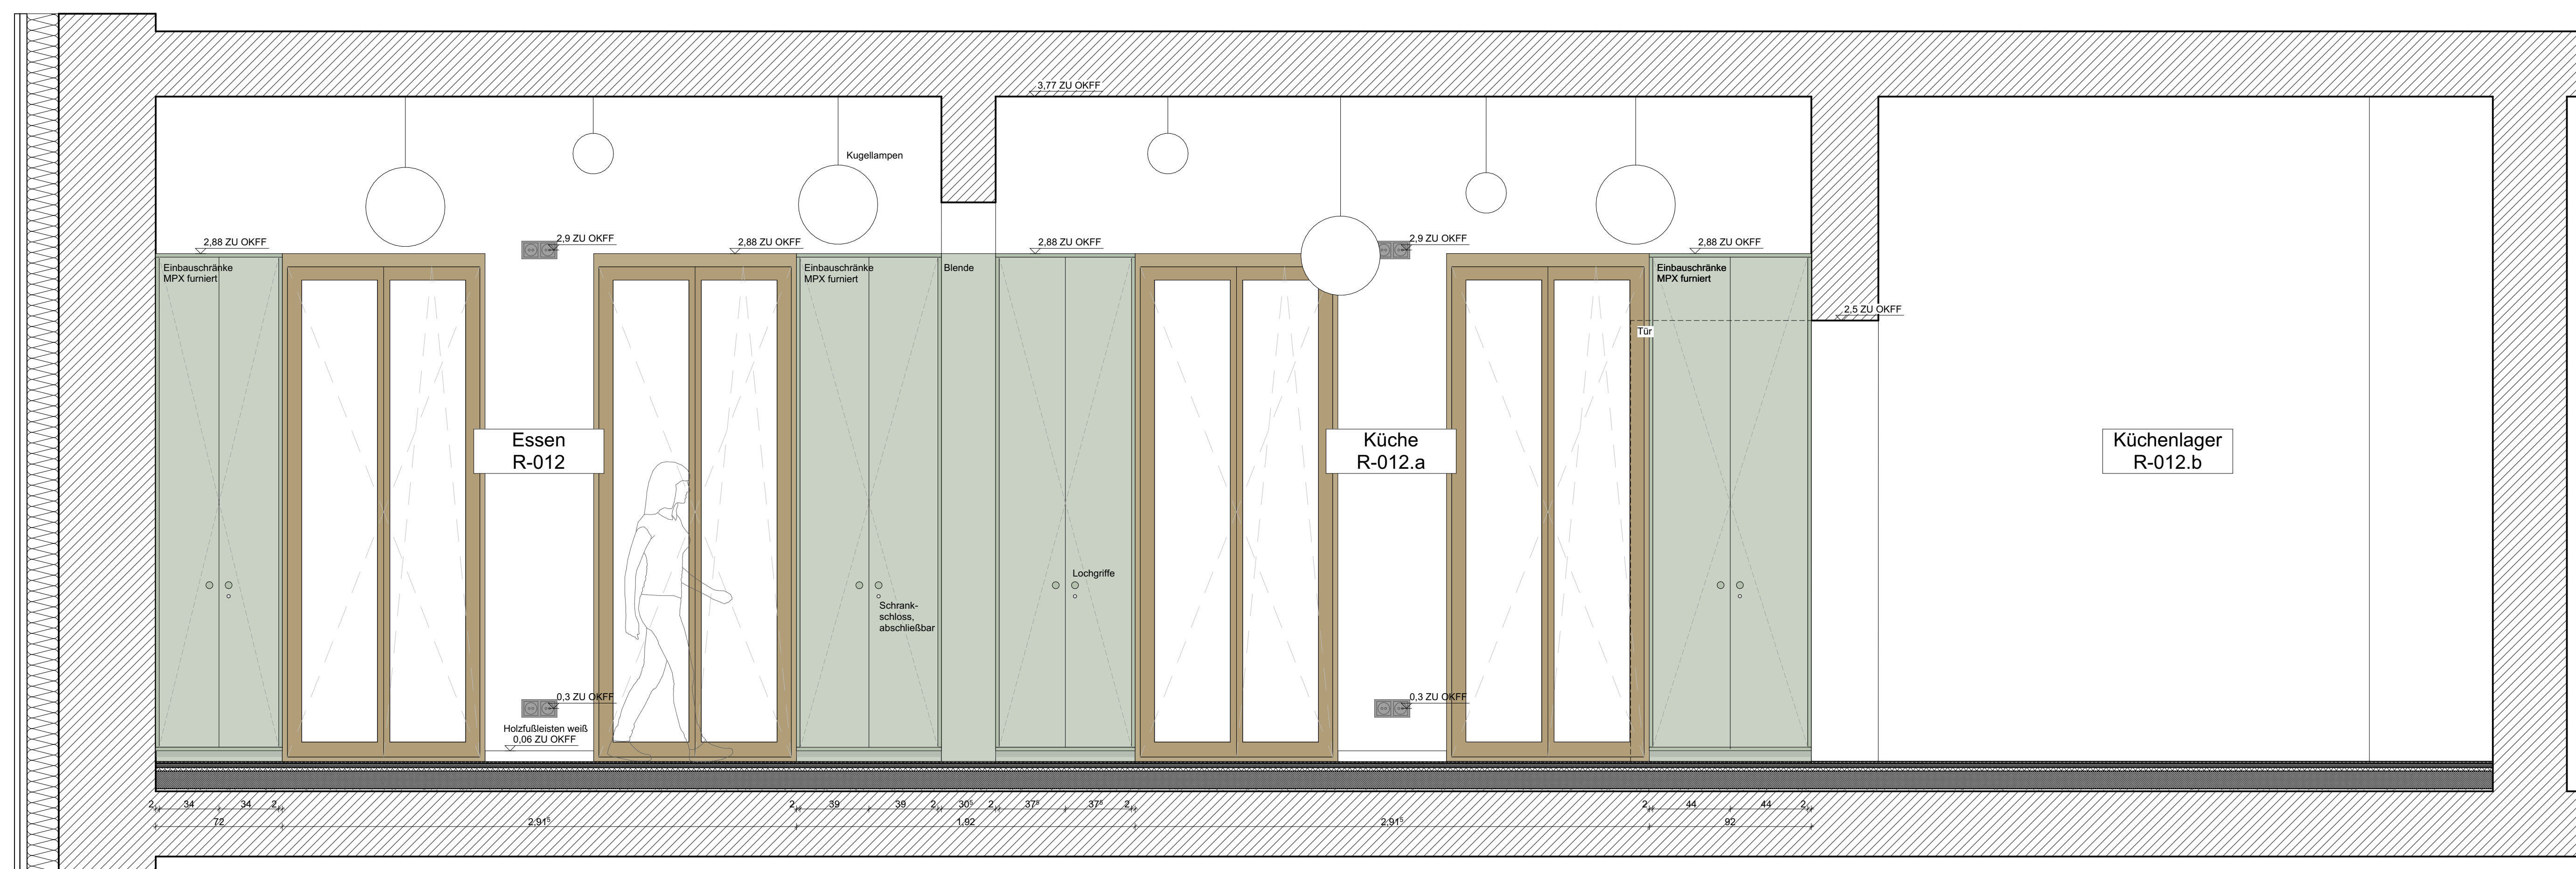 3,77 ZU OKFF
Kugellampen
2,88 ZU OKFF
2,9 ZU OKFF
2,88 ZU OKFF
2,88 ZU OKFF
2,9 ZU OKFF
2,88 ZU OKFF
Einbauschränke
MPX furniert
Einbauschränke
MPX furniert
Blende
Einbauschränke
MPX furniert
2,5 ZU OKFF
Tür
Essen
R-012
Küche
R-012.a
Küchenlager
R-012.b
Lochgriffe
Schrank-
schloss,
abschließbar
0,3 ZU OKFF
0,3 ZU OKFF
Holzfußleisten weiß
0,06 ZU OKFF
2 34 34 2 2 39 39 2 30⁵ 2 37⁵ 37⁵ 2 2 44 44 2
72 2,91⁵ 1,92 2,91⁵ 92